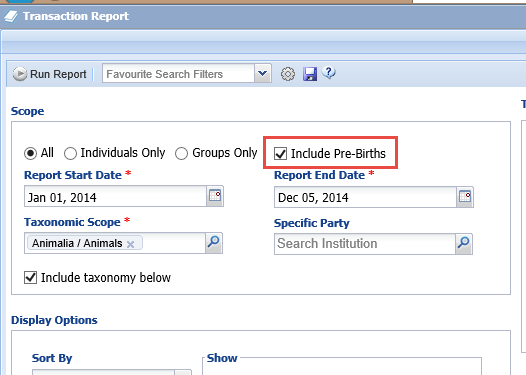 Transaction Report
Run Report Favourite Search Filters
Scope
All Individuals Only Groups Only Include Pre-Births
Report Start Date * Report End Date *
Jan 01, 2014 Dec 05, 2014
Taxonomic Scope * Specific Party
Animalia / Animals Search Institution
Include taxonomy below
Display Options
Sort By Show